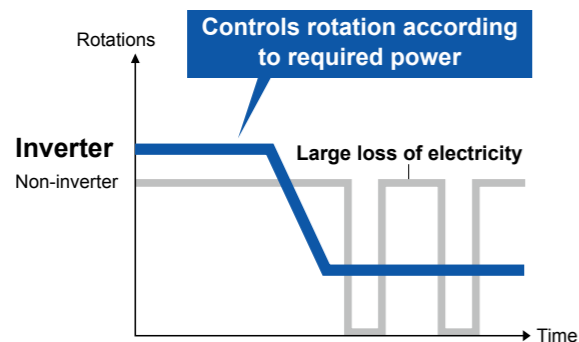 Controls rotation according
to required power
Rotations
Inverter
Large loss of electricity
Non-inverter
Time